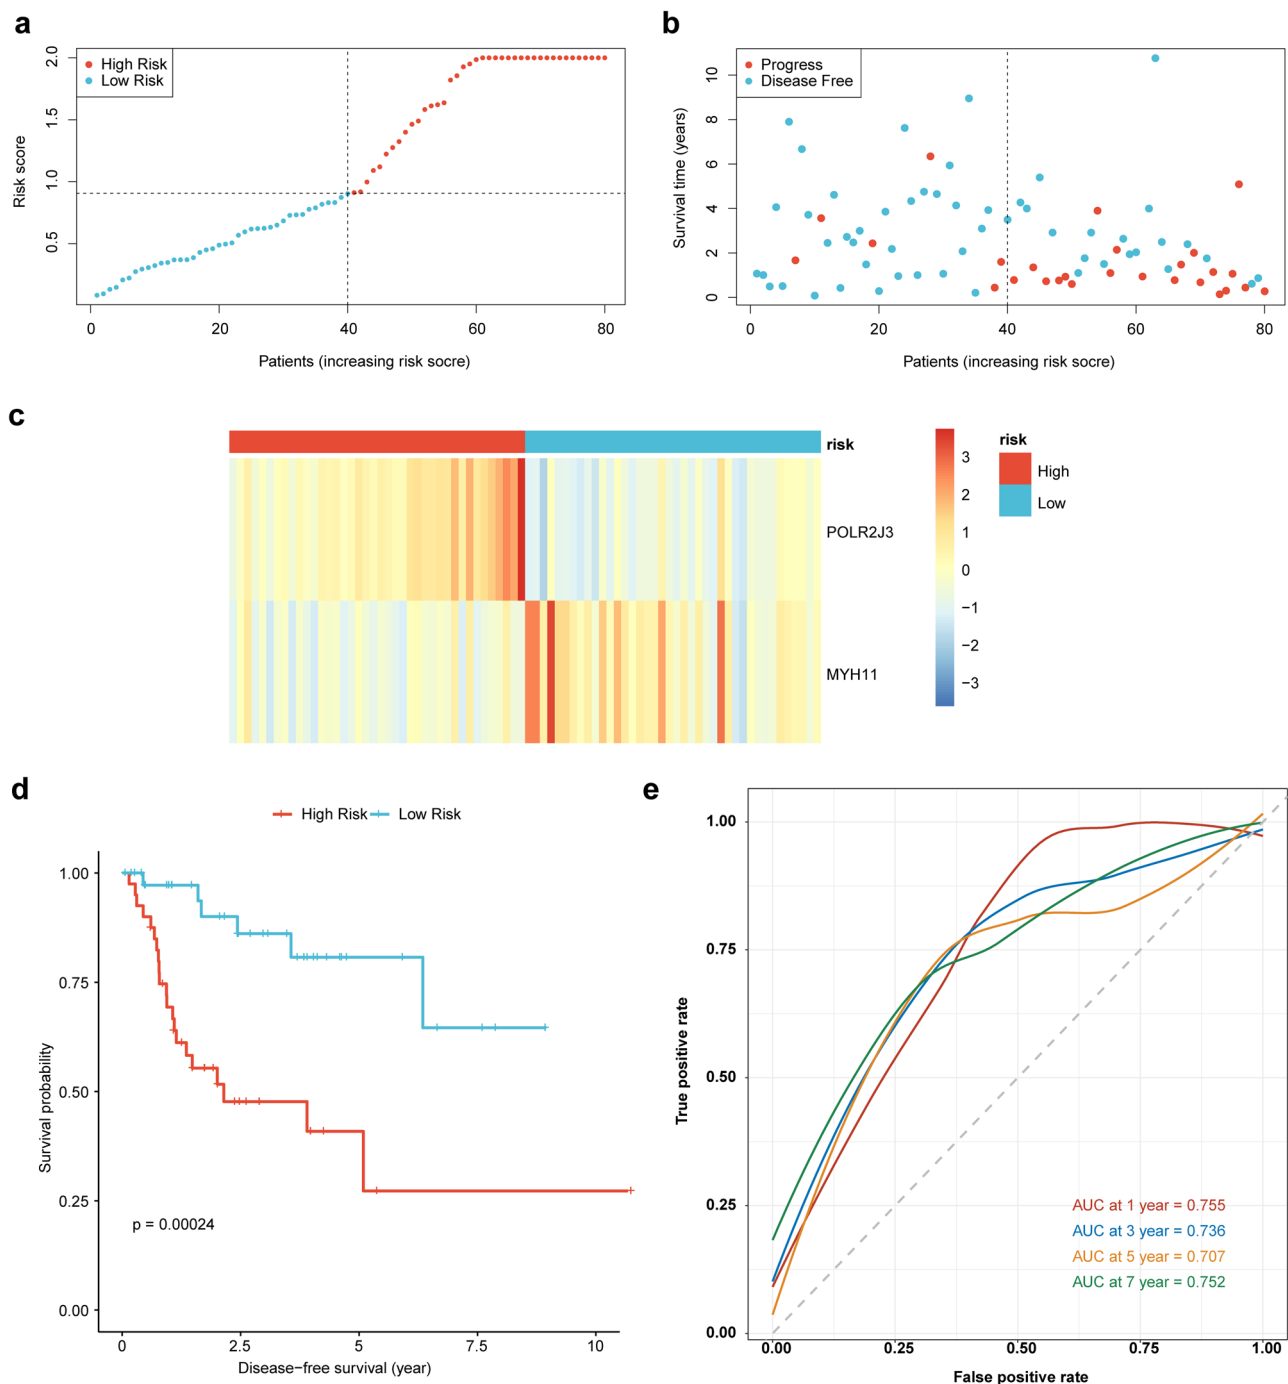 a
High Risk
Low Risk
2.0
1.5
1.0
0.5
Risk score
0
20
40
60
80
Patients (increasing risk socre)
b
Progress
Disease Free
10
8
6
4
2
0
Survival time (years)
0
20
40
60
80
Patients (increasing risk socre)
c
risk
POLR2J3
MYH11
3
2
1
0
−1
−2
−3
risk
High
Low
d
High Risk
Low Risk
1.00
0.75
0.50
0.25
0.00
Survival probability
p = 0.00024
0
2.5
5
7.5
10
Disease−free survival (year)
e
1.00
0.75
0.50
0.25
0.00
True positive rate
AUC at 1 year = 0.755
AUC at 3 year = 0.736
AUC at 5 year = 0.707
AUC at 7 year = 0.752
0.00
0.25
0.50
0.75
1.00
False positive rate